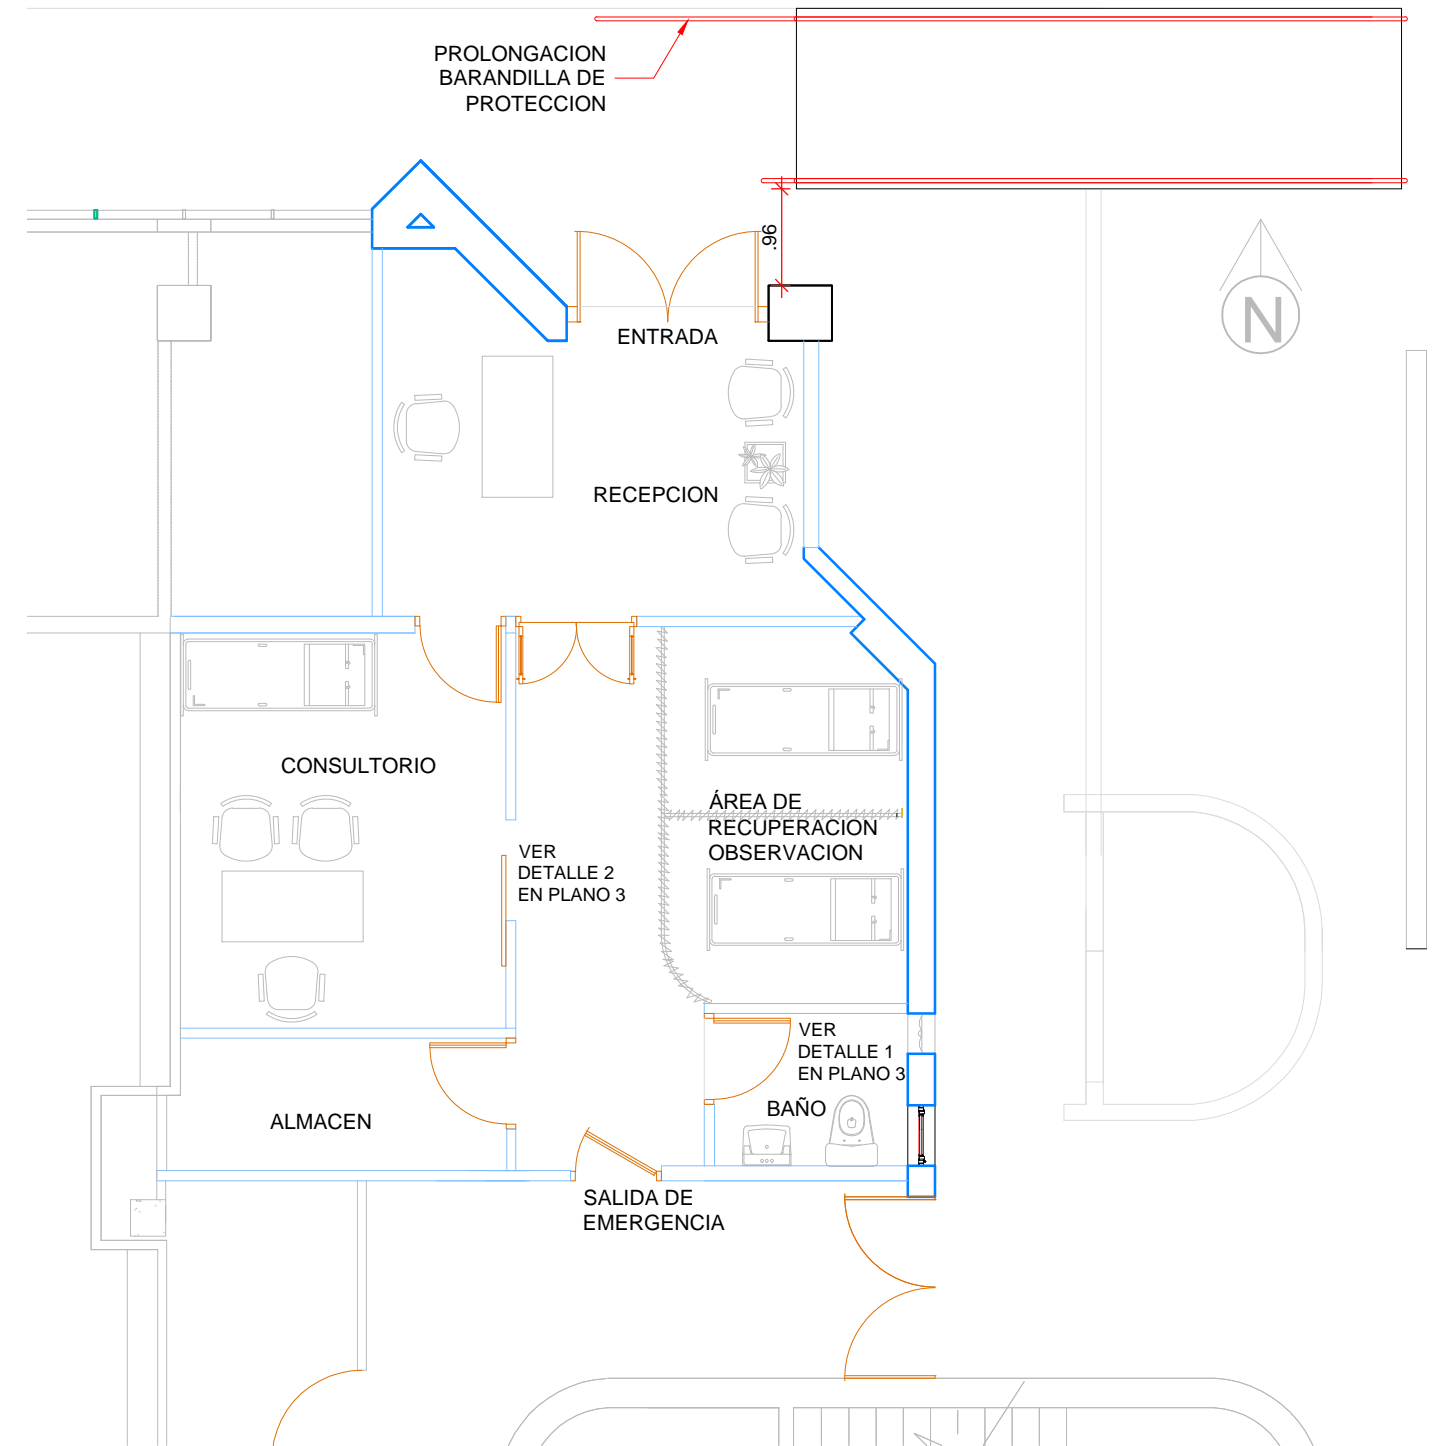 PROLONGACION
BARANDILLA DE
PROTECCION
.96
N
ENTRADA
RECEPCION
CONSULTORIO
ÁREA DE
RECUPERACION
OBSERVACION
VER
DETALLE 2
EN PLANO 3
VER
DETALLE 1
EN PLANO 3
BAÑO
ALMACEN
SALIDA DE
EMERGENCIA